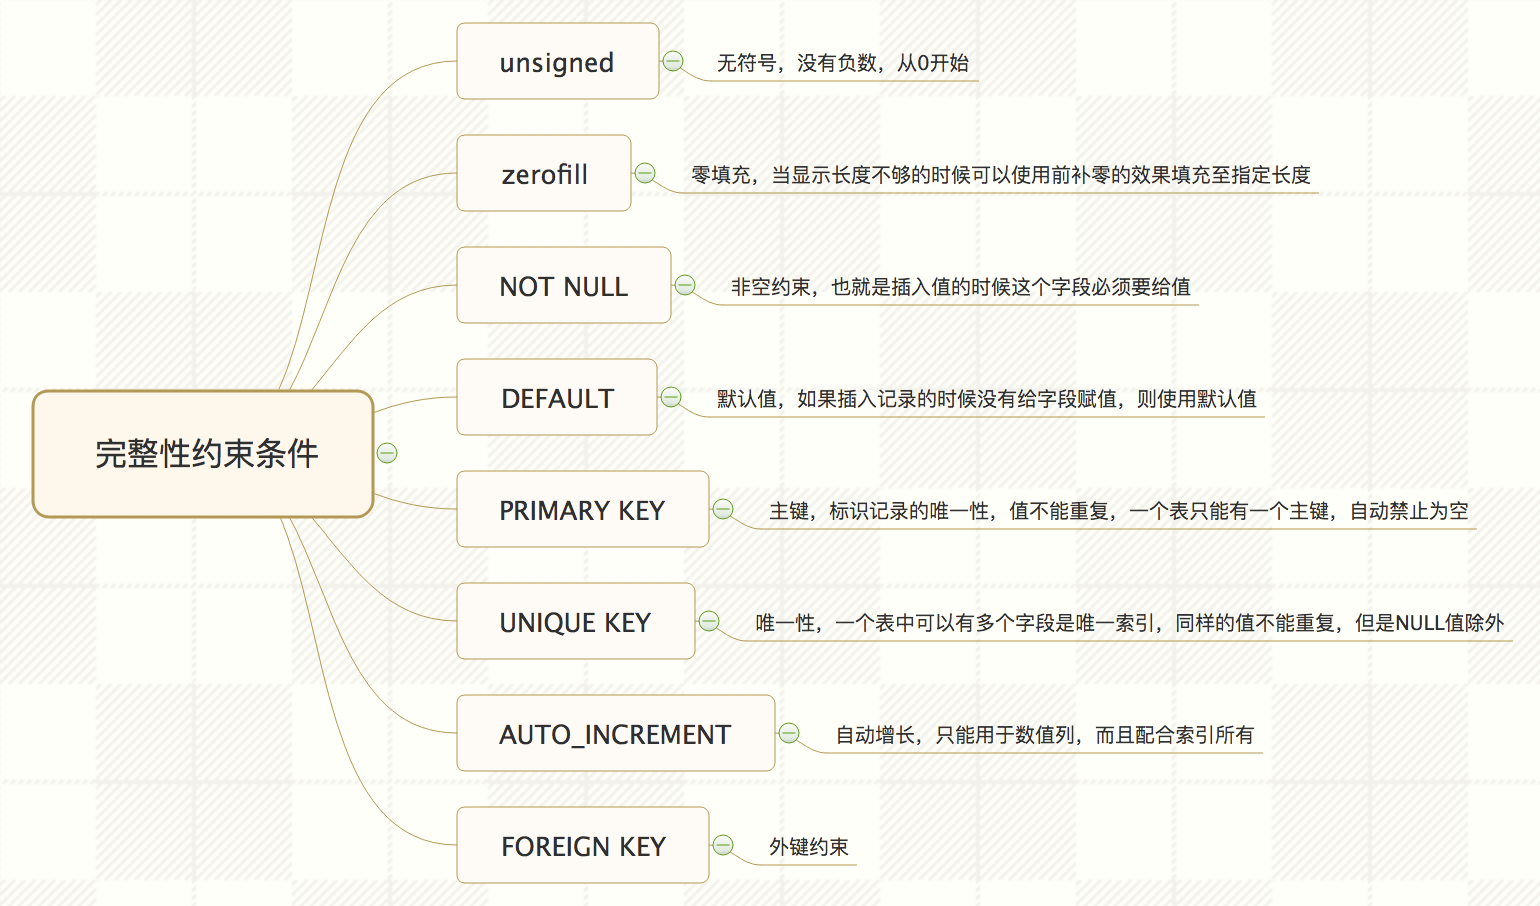 unsigned
无符号，没有负数，从0开始
zerofill
零填充，当显示长度不够的时候可以使用前补零的效果填充至指定长度
NOT NULL
非空约束，也就是插入值的时候这个字段必须要给值
DEFAULT
默认值，如果插入记录的时候没有给字段赋值，则使用默认值
完整性约束条件
PRIMARY KEY
主键，标识记录的唯一性，值不能重复，一个表只能有一个主键，自动禁止为空
UNIQUE KEY
唯一性，一个表中可以有多个字段是唯一索引，同样的值不能重复，但是NULL值除外
AUTO_INCREMENT
自动增长，只能用于数值列，而且配合索引所有
FOREIGN KEY
外键约束